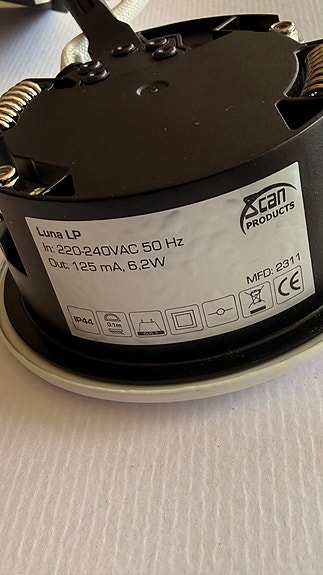 Luna LP
In: 220-240VAC 50 Hz
Out: 125 mA, 6,2W
Scan
PRODUCTS
MFD: 2311
IP44
0.1m
CE